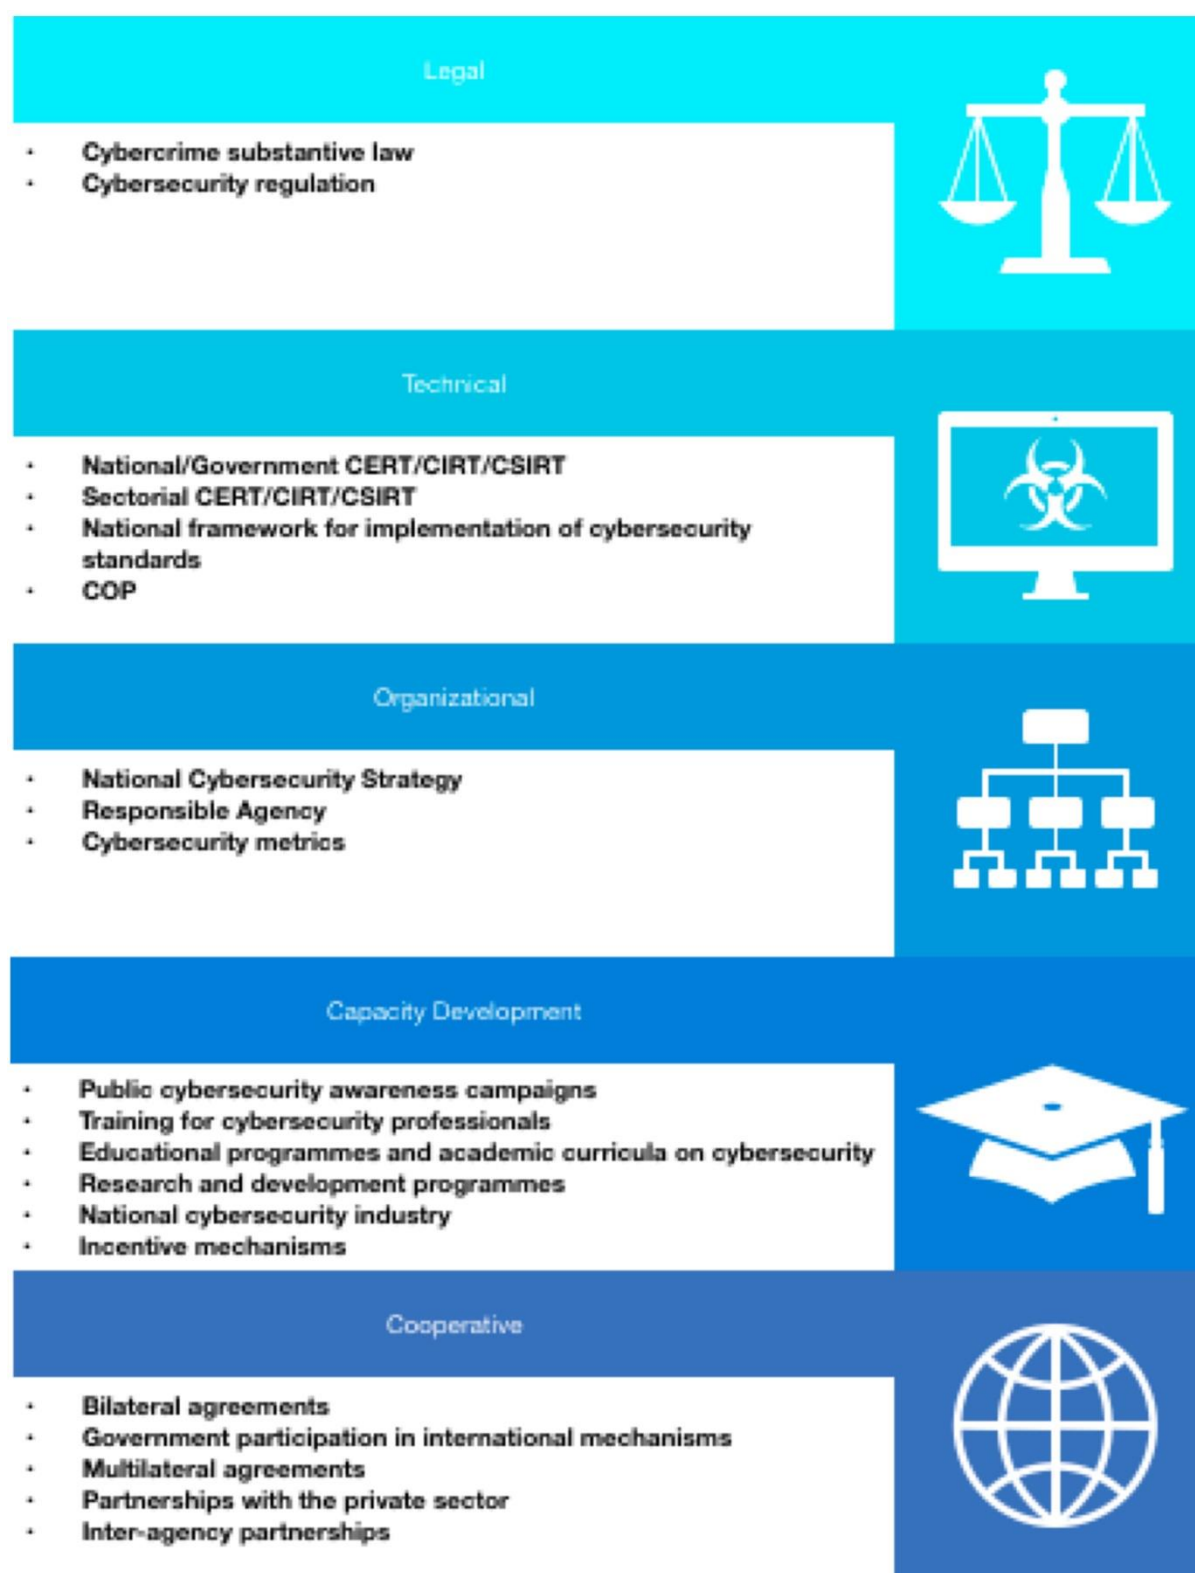 Legal
• Cybercrime substantive law
• Cybersecurity regulation
Technical
• National/Government CERT/CIRT/CSIRT
• Sectorial CERT/CIRT/CSIRT
• National framework for implementation of cybersecurity
standards
• COP
Organizational
• National Cybersecurity Strategy
• Responsible Agency
• Cybersecurity metrics
Capacity Development
• Public cybersecurity awareness campaigns
• Training for cybersecurity professionals
• Educational programmes and academic curricula on cybersecurity
• Research and development programmes
• National cybersecurity industry
• Incentive mechanisms
Cooperative
• Bilateral agreements
• Government participation in international mechanisms
• Multilateral agreements
• Partnerships with the private sector
• Inter-agency partnerships